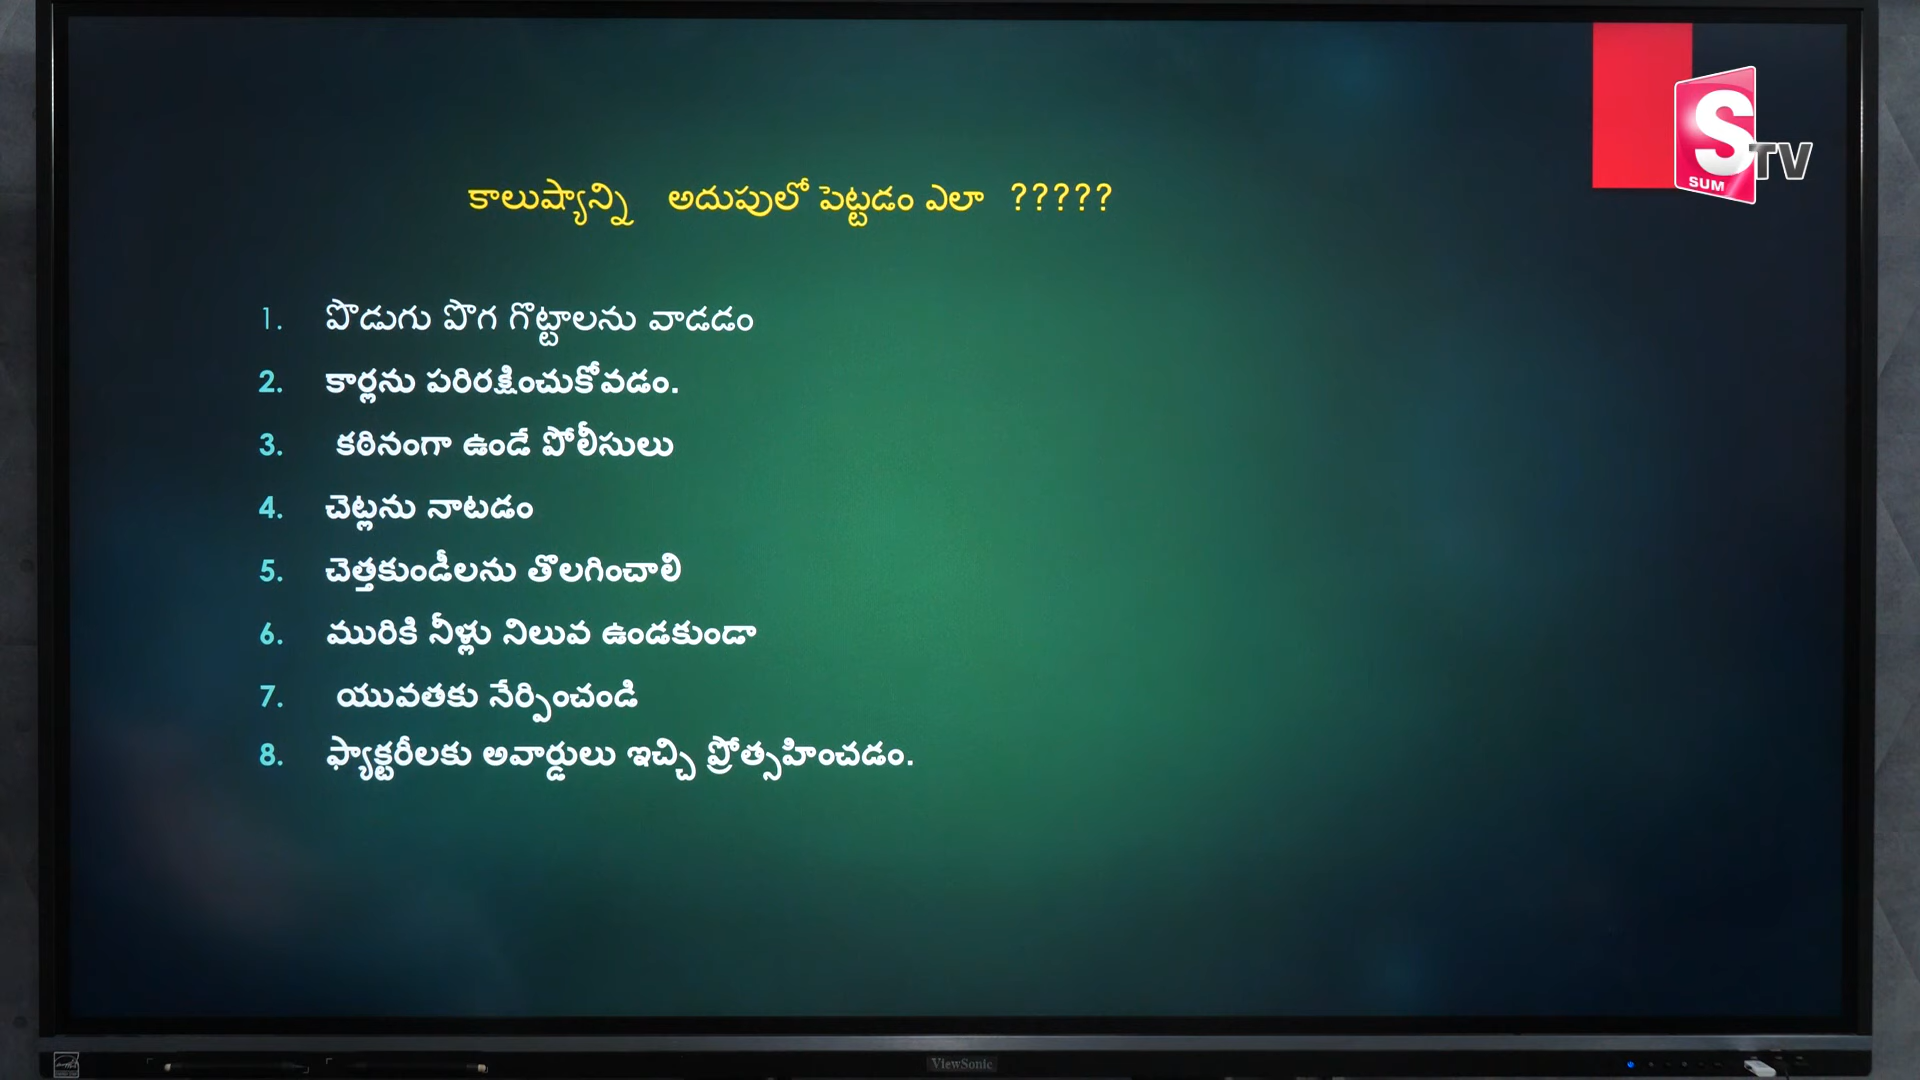 కాలుష్యాన్ని అదుపులో పెట్టడం ఎలా ?????
S TV
SUM
1. పొడుగు పొగ గొట్టాలను వాడడం
2. కార్లను పరిరక్షించుకోవడం.
3. కఠినంగా ఉండే పోలీసులు
4. చెట్లను నాటడం
5. చెత్తకుండీలను తొలగించాలి
6. మురికి నీళ్లు నిలువ ఉండకుండా
7. యువతకు నేర్పించండి
8. ఫ్యాక్టరీలకు అవార్డులు ఇచ్చి ప్రోత్సహించడం.
ViewSonic